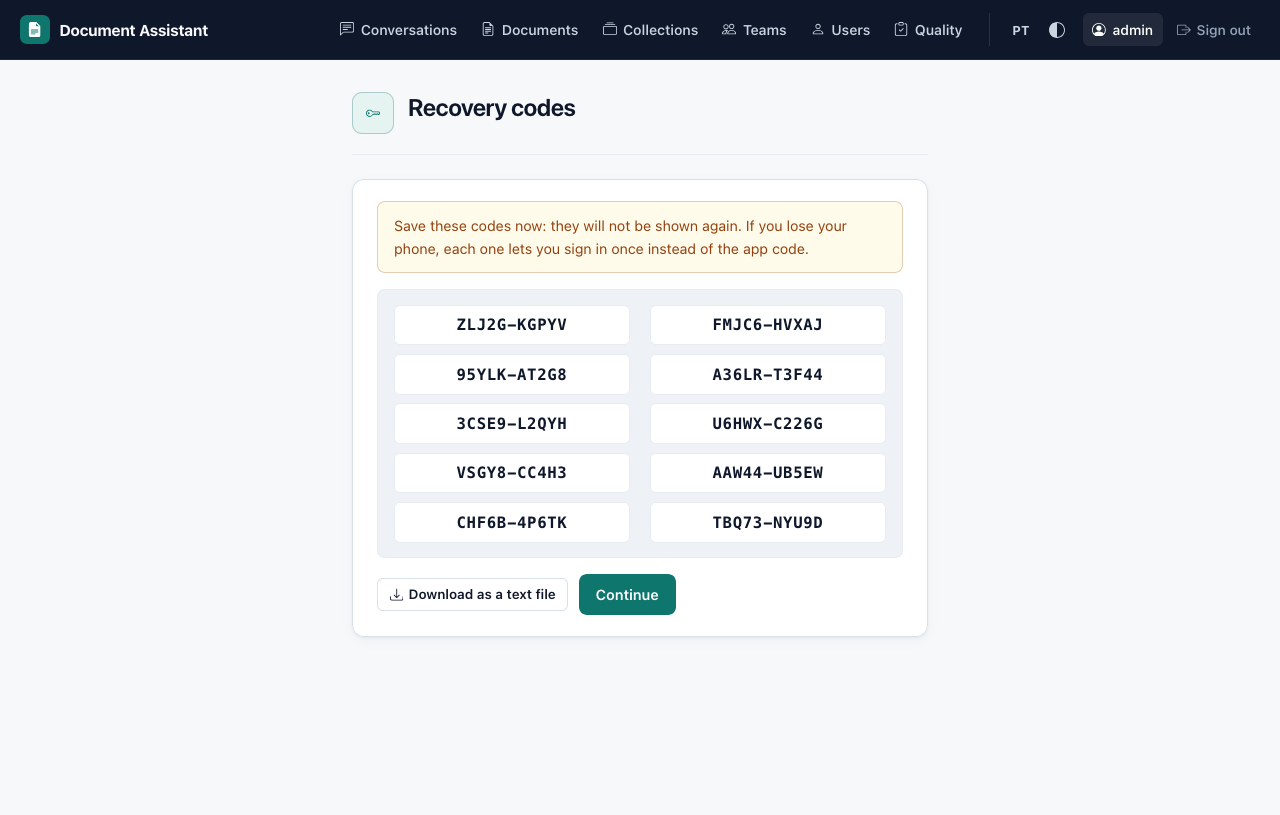 Document Assistant
Conversations
Documents
Collections
Teams
Users
Quality
PT
admin
Sign out
Recovery codes
Save these codes now: they will not be shown again. If you lose your
phone, each one lets you sign in once instead of the app code.
ZLJ2G-KGPYV
FMJC6-HVXAJ
95YLK-AT2G8
A36LR-T3F44
3CSE9-L2QYH
U6HWX-C226G
VSGY8-CC4H3
AAW44-UB5EW
CHF6B-4P6TK
TBQ73-NYU9D
Download as a text file
Continue